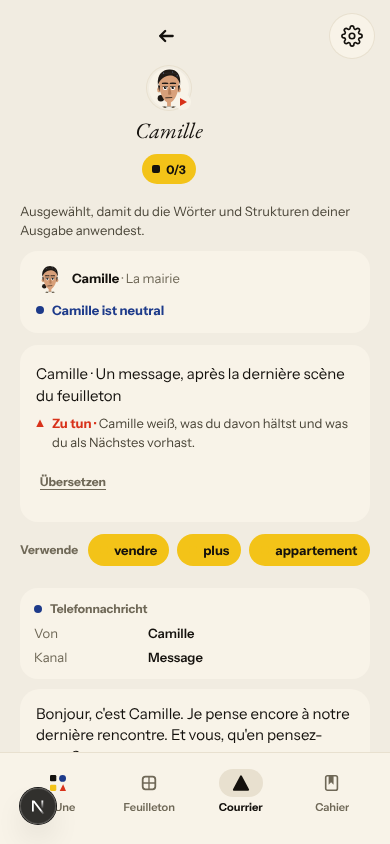 Camille
0/3
Ausgewählt, damit du die Wörter und Strukturen deiner
Ausgabe anwendest.
Camille · La mairie
Camille ist neutral
Camille · Un message, après la dernière scène
du feuilleton
Zu tun · Camille weiß, was du davon hältst und was
du als Nächstes vorhast.
Übersetzen
Verwende vendre plus appartement
Telefonnachricht
Von Camille
Kanal Message
Bonjour, c'est Camille. Je pense encore à notre
dernière rencontre. Et vous, qu'en pensez-
N
Une Feuilleton Courrier Cahier